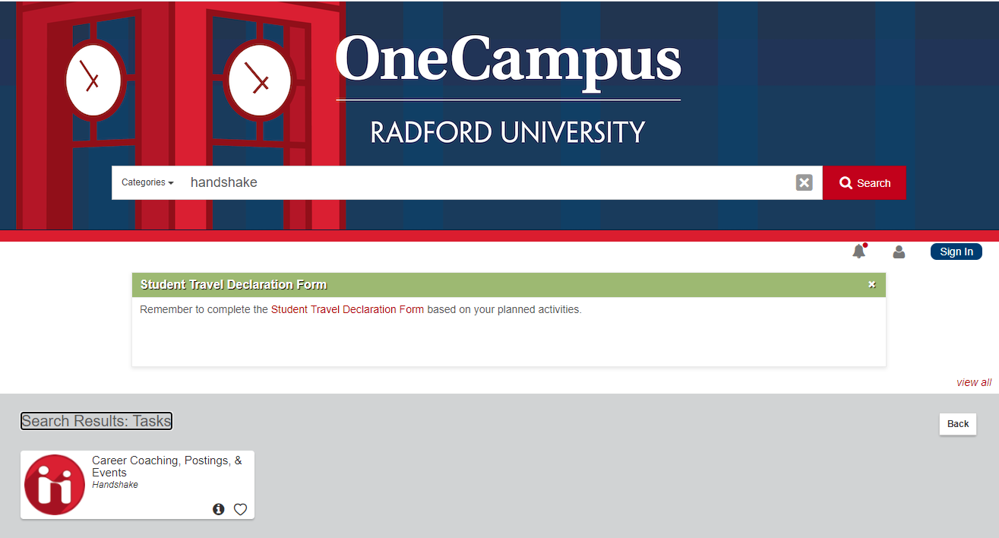 OneCampus
RADFORD UNIVERSITY
Categories
handshake
Search
Sign In
Student Travel Declaration Form
Remember to complete the Student Travel Declaration Form based on your planned activities.
view all
Search Results: Tasks
Back
Career Coaching, Postings, &
Events
Handshake